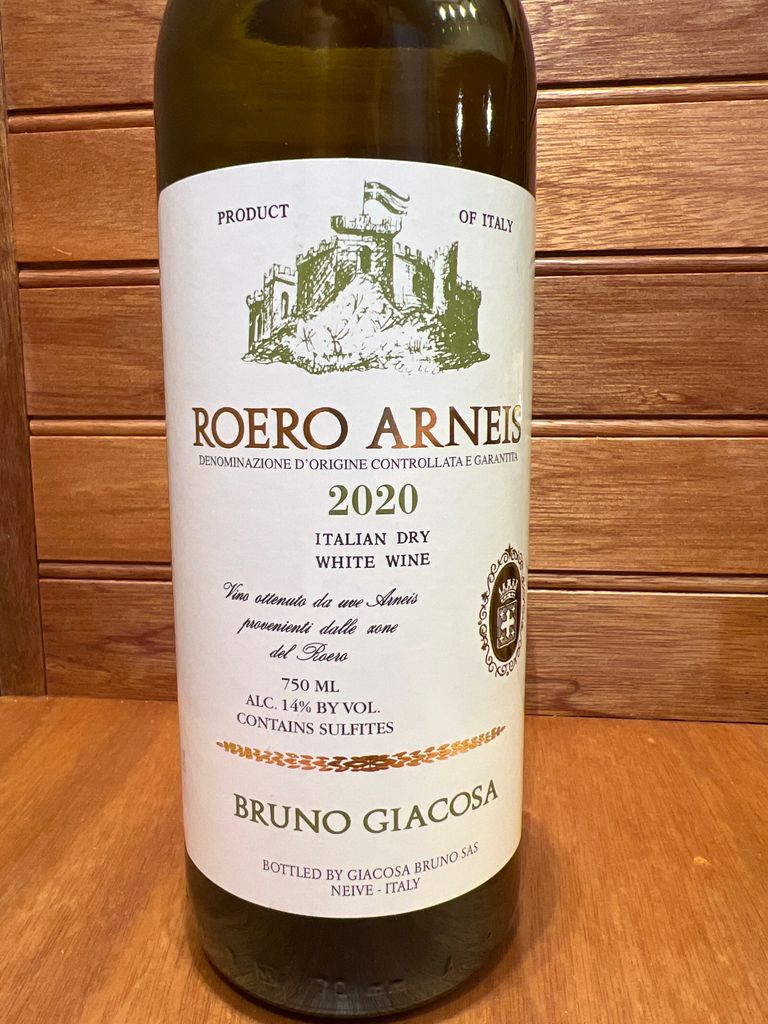 PRODUCT OF ITALY
ROERO ARNEIS
DENOMINAZIONE D'ORIGINE CONTROLLATA E GARANTITA
2020
ITALIAN DRY
WHITE WINE
Vino ottenuto da uve Arneis
provenienti dalle zone
del Roero
750 ML
ALC. 14% BY VOL.
CONTAINS SULFITES
BRUNO GIACOSA
BOTTLED BY GIACOSA BRUNO SAS
NEIVE - ITALY